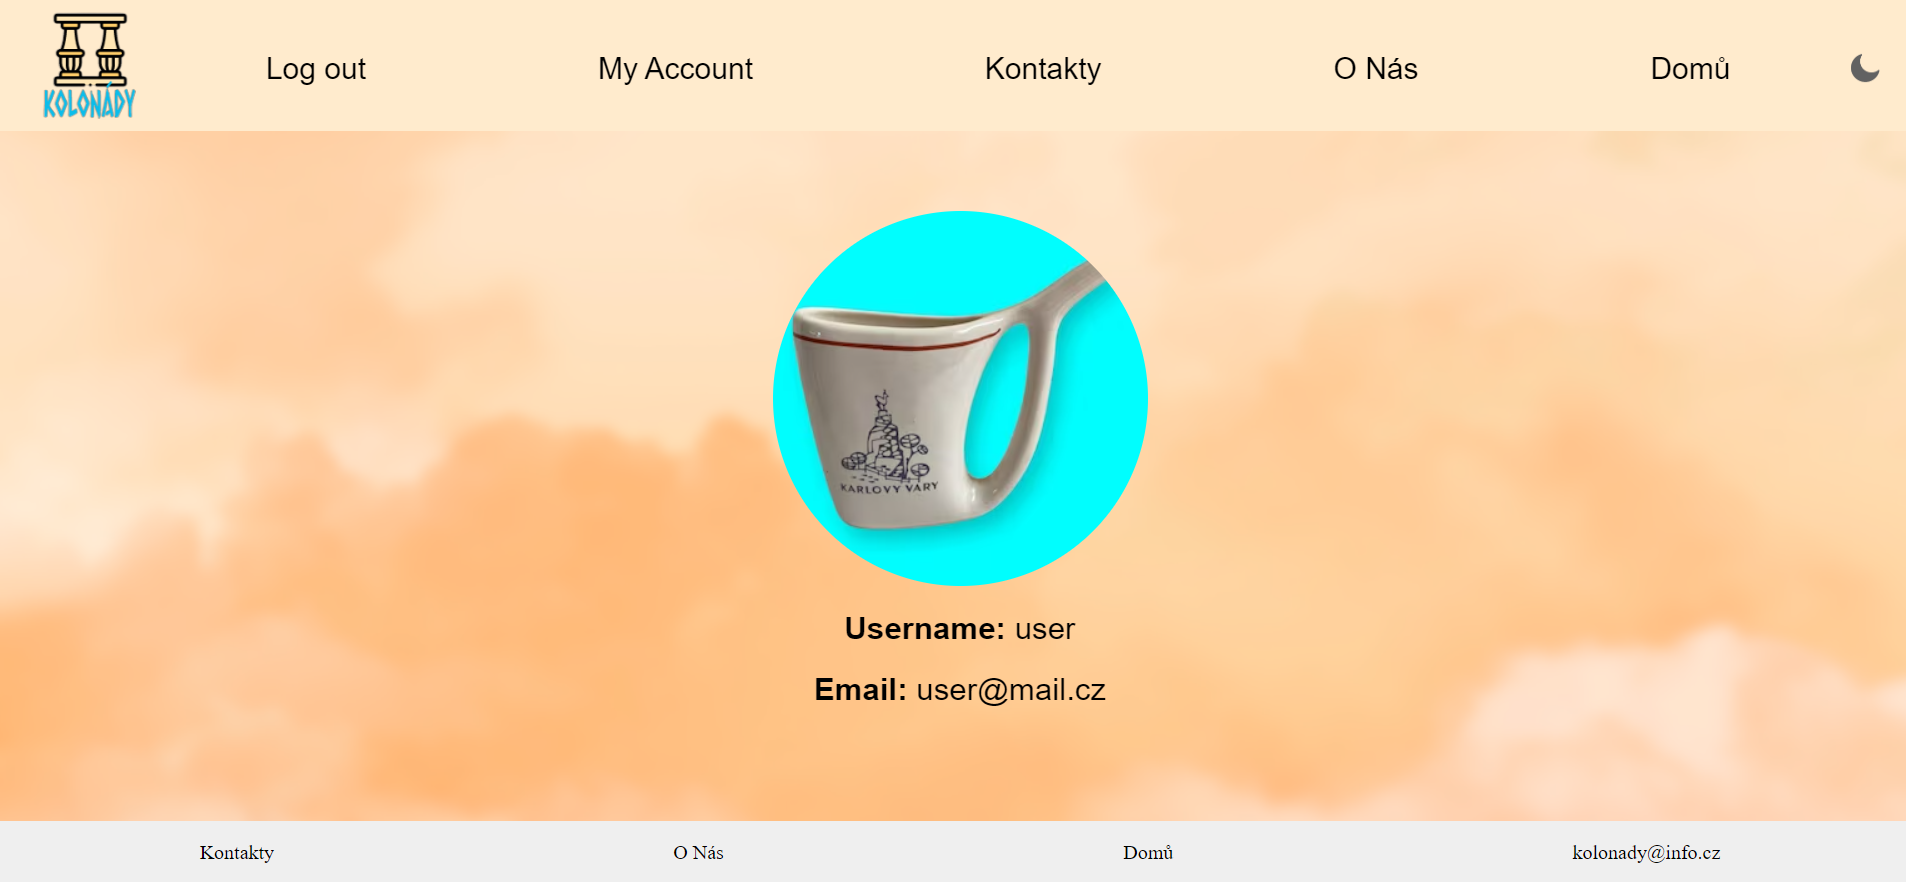 KOLONÁDY
Log out
My Account
Kontakty
O Nás
Domů
KARLOVY VARY
Username: user
Email: user@mail.cz
Kontakty
O Nás
Domů
kolonady@info.cz